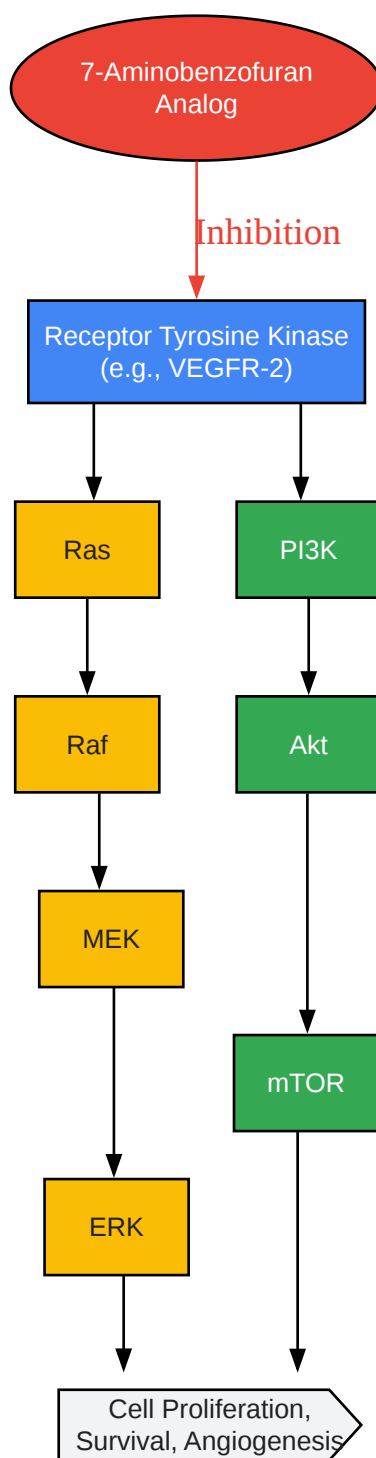 7-Aminobenzofuran
Analog
Inhibition
Receptor Tyrosine Kinase
(e.g., VEGFR-2)
Ras
PI3K
Raf
Akt
MEK
mTOR
ERK
Cell Proliferation,
Survival, Angiogenesis